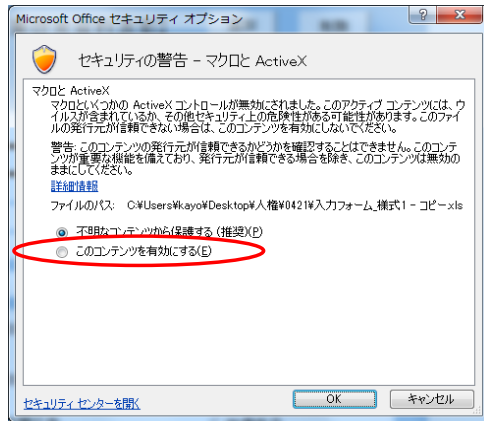 Microsoft Office セキュリティ オプション
セキュリティの警告 - マクロと ActiveX
マクロと ActiveX
マクロといくつかの ActiveX コントロールが無効にされました。このアクティブ コンテンツには、ウ
イルスが含まれているか、その他セキュリティ上の危険性がある可能性があります。このファイ
ルの発行元が信頼できない場合は、このコンテンツを有効にしないでください。
警告: このコンテンツの発行元が信頼できるかどうかを確認することはできません。このコンテ
ンツが重要な機能を備えており、発行元が信頼できる場合を除き、このコンテンツは無効の
ままにしてください。
詳細情報
ファイルのパス: C:¥Users¥kayo¥Desktop¥人権¥0421¥入力フォーム_様式1 - コピー.xls
不明なコンテンツから保護する (推奨)(P)
このコンテンツを有効にする(E)
セキュリティ センターを開く
OK
キャンセル